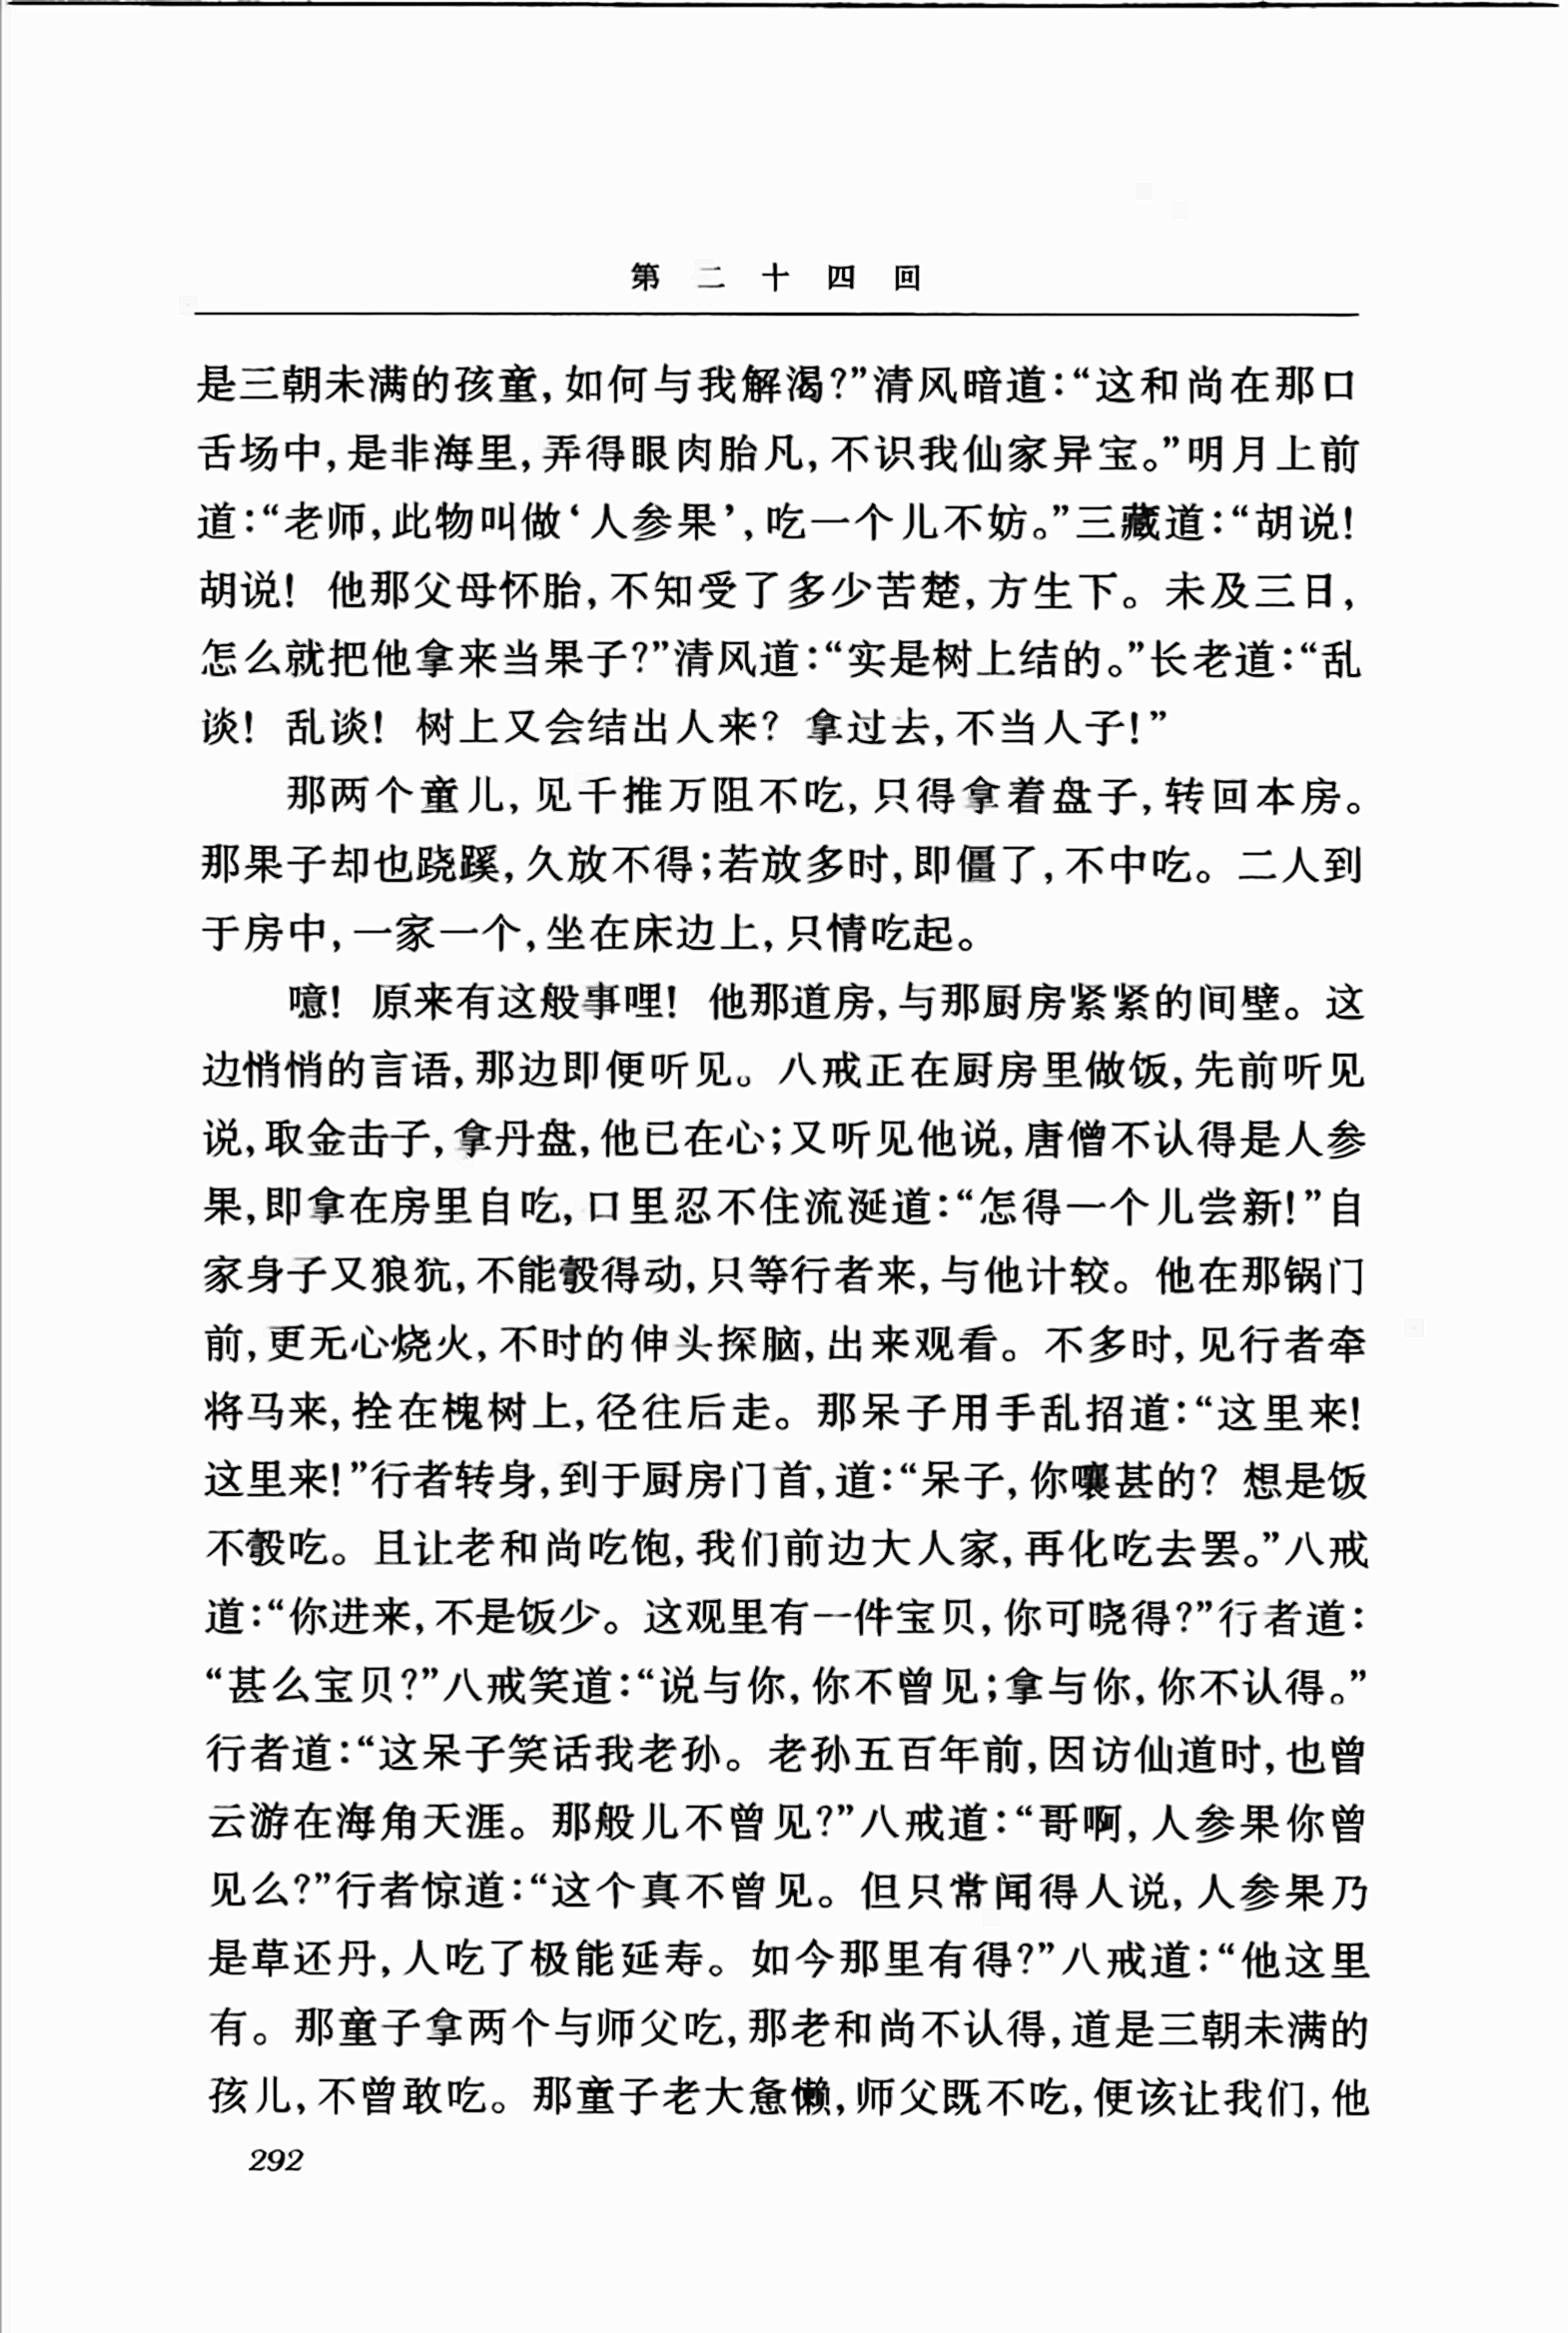 第二十四回
是三朝未满的孩童,如何与我解渴?”清风暗道:“这和尚在那口
舌场中,是非海里,弄得眼肉胎凡,不识我仙家异宝。”明月上前
道:“老师,此物叫做‘人参果’,吃一个儿不妨。”三藏道:“胡说!
胡说! 他那父母怀胎,不知受了多少苦楚,方生下。未及三日,
怎么就把他拿来当果子?”清风道:“实是树上结的。”长老道:“乱
谈! 乱谈! 树上又会结出人来? 拿过去,不当人子!”
那两个童儿,见千推万阻不吃,只得拿着盘子,转回本房。
那果子却也跷蹊,久放不得;若放多时,即僵了,不中吃。二人到
于房中,一家一个,坐在床边上,只情吃起。
噫! 原来有这般事哩! 他那道房,与那厨房紧紧的间壁。这
边悄悄的言语,那边即便听见。八戒正在厨房里做饭,先前听见
说,取金击子,拿丹盘,他已在心;又听见他说,唐僧不认得是人参
果,即拿在房里自吃,口里忍不住流涎道:“怎得一个儿尝新!”自
家身子又狼犺,不能彀得动,只等行者来,与他计较。他在那锅门
前,更无心烧火,不时的伸头探脑,出来观看。不多时,见行者牵
将马来,拴在槐树上,径往后走。那呆子用手乱招道:“这里来!
这里来!”行者转身,到于厨房门首,道:“呆子,你嚷甚的? 想是饭
不彀吃。且让老和尚吃饱,我们前边大人家,再化吃去罢。”八戒
道:“你进来,不是饭少。这观里有一件宝贝,你可晓得?”行者道:
“甚么宝贝?”八戒笑道:“说与你,你不曾见;拿与你,你不认得。”
行者道:“这呆子笑话我老孙。老孙五百年前,因访仙道时,也曾
云游在海角天涯。那般儿不曾见?”八戒道:“哥啊,人参果你曾
见么?”行者惊道:“这个真不曾见。但只常闻得人说,人参果乃
是草还丹,人吃了极能延寿。如今那里有得?”八戒道:“他这里
有。那童子拿两个与师父吃,那老和尚不认得,道是三朝未满的
孩儿,不曾敢吃。那童子老大惫懒,师父既不吃,便该让我们,他
292